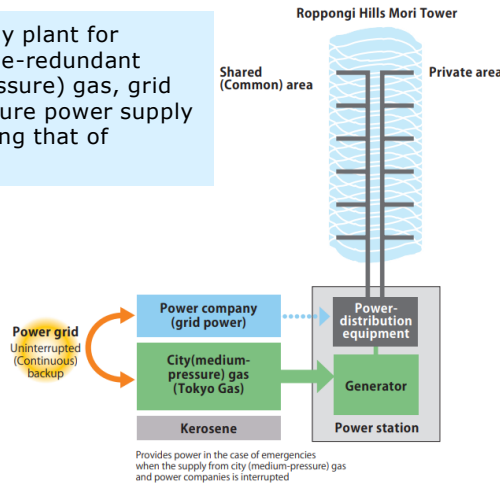 y plant for
e-redundant
ssure) gas, grid
ure power supply
ng that of
Roppongi Hills Mori Tower
Shared
(Common) area
Private area
Power grid
Uninterrupted
(Continuous)
backup
Power company
(grid power)
City(medium-
pressure) gas
(Tokyo Gas)
Kerosene
Power-
distribution
equipment
Generator
Power station
Provides power in the case of emergencies
when the supply from city (medium-pressure) gas
and power companies is interrupted